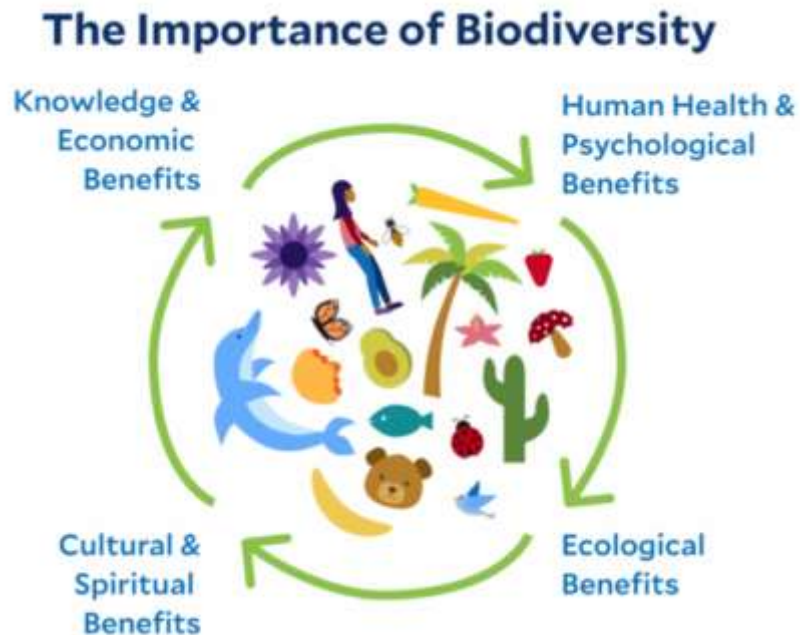 The Importance of Biodiversity
Knowledge &
Economic
Benefits
Human Health &
Psychological
Benefits
Cultural &
Spiritual
Benefits
Ecological
Benefits